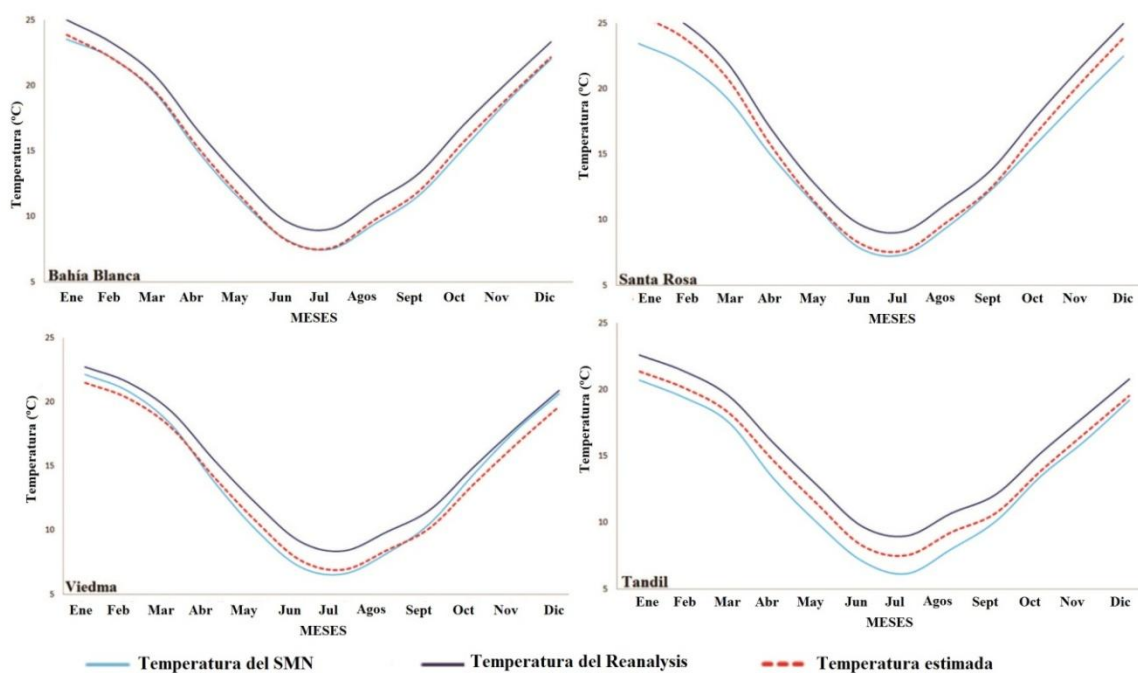 25
20
15
10
5
Temperatura (ºC)
Bahía Blanca
Ene Feb Mar Abr May Jun Jul Agos Sept Oct Nov Dic
MESES
25
20
15
10
5
Temperatura (ºC)
Santa Rosa
Ene Feb Mar Abr May Jun Jul Agos Sept Oct Nov Dic
MESES
25
20
15
10
5
Temperatura (ºC)
Viedma
Ene Feb Mar Abr May Jun Jul Agos Sept Oct Nov Dic
MESES
25
20
15
10
5
Temperatura (ºC)
Tandil
Ene Feb Mar Abr May Jun Jul Agos Sept Oct Nov Dic
MESES
Temperatura del SMN Temperatura del Reanalysis Temperatura estimada